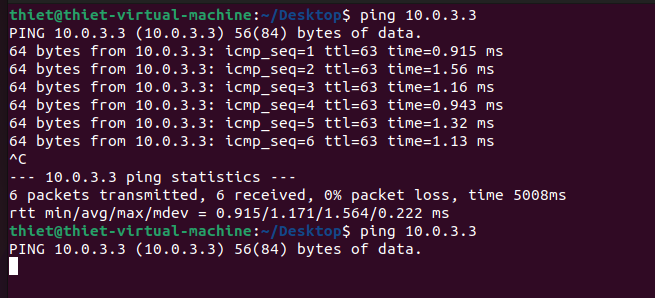 thiet@thiet-virtual-machine:~/Desktop$ ping 10.0.3.3
PING 10.0.3.3 (10.0.3.3) 56(84) bytes of data.
64 bytes from 10.0.3.3: icmp_seq=1 ttl=63 time=0.915 ms
64 bytes from 10.0.3.3: icmp_seq=2 ttl=63 time=1.56 ms
64 bytes from 10.0.3.3: icmp_seq=3 ttl=63 time=1.16 ms
64 bytes from 10.0.3.3: icmp_seq=4 ttl=63 time=0.943 ms
64 bytes from 10.0.3.3: icmp_seq=5 ttl=63 time=1.32 ms
64 bytes from 10.0.3.3: icmp_seq=6 ttl=63 time=1.13 ms
^C
--- 10.0.3.3 ping statistics ---
6 packets transmitted, 6 received, 0% packet loss, time 5008ms
rtt min/avg/max/mdev = 0.915/1.171/1.564/0.222 ms
thiet@thiet-virtual-machine:~/Desktop$ ping 10.0.3.3
PING 10.0.3.3 (10.0.3.3) 56(84) bytes of data.